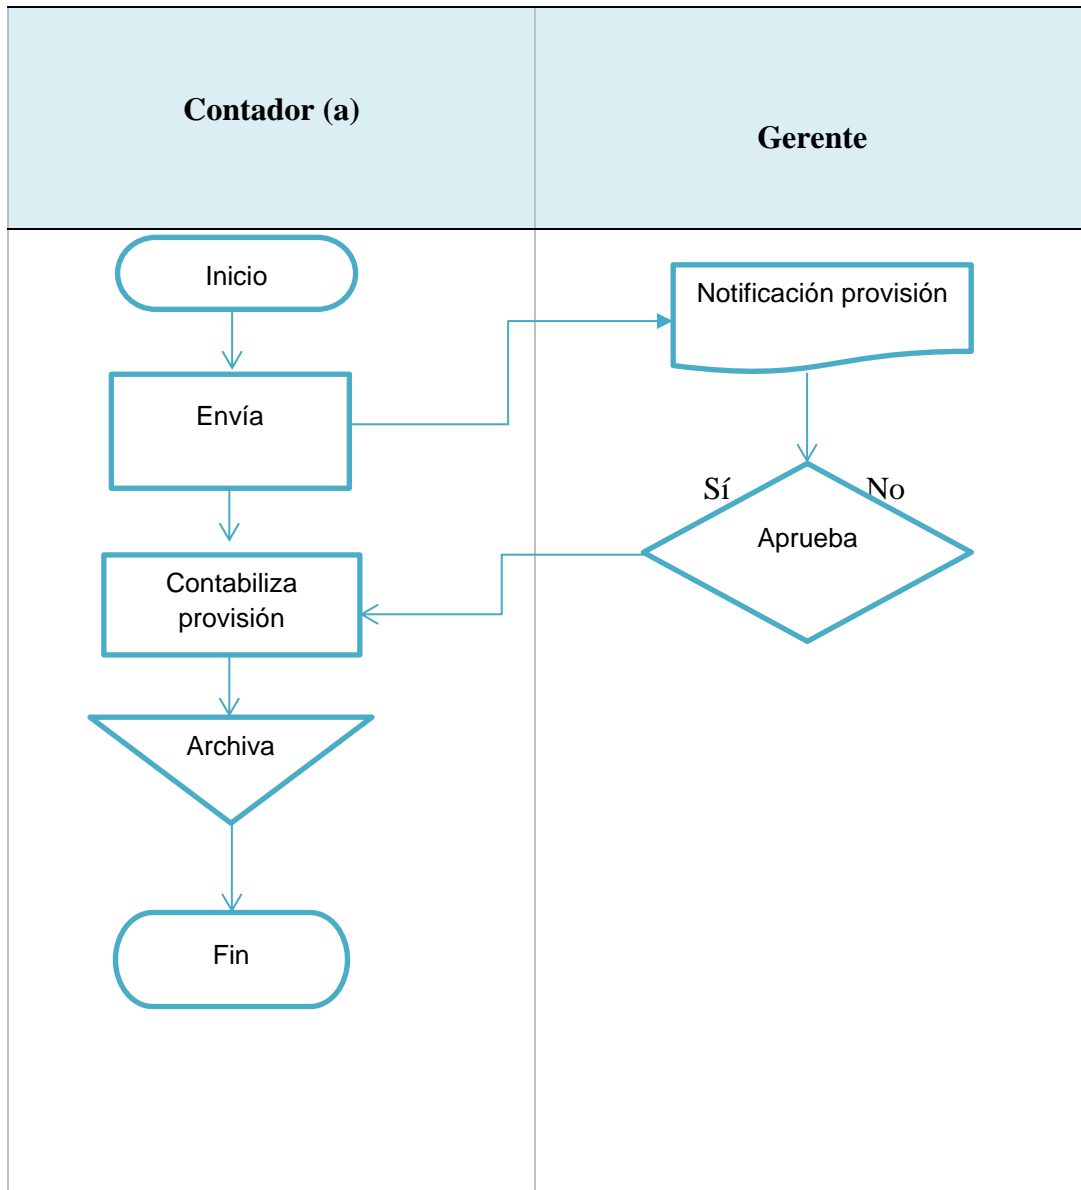 Contador (a)
Gerente
Inicio
Notificación provisión
Envía
Sí
No
Aprueba
Contabiliza
provisión
Archiva
Fin